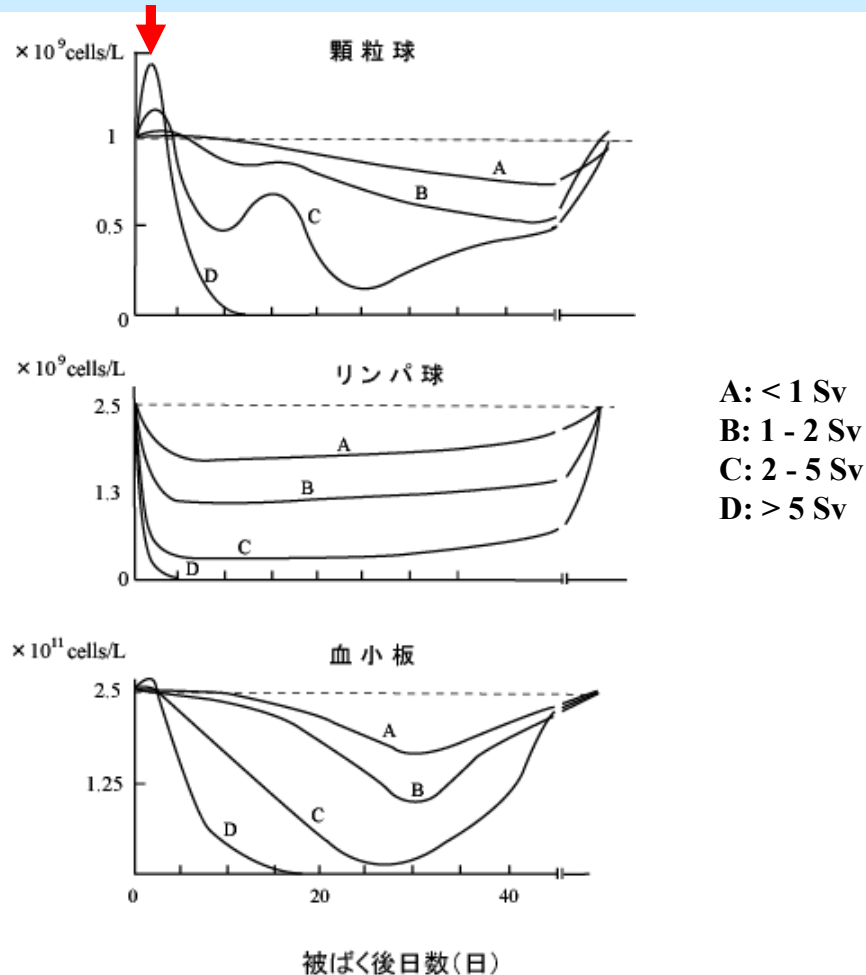 ×10⁹cells/L
顆粒球
1
0.5
0
A
B
C
D
×10⁹cells/L
リンパ球
2.5
1.3
0
A
B
C
D
A: < 1 Sv
B: 1 - 2 Sv
C: 2 - 5 Sv
D: > 5 Sv
×10¹¹cells/L
血小板
2.5
1.25
A
B
C
D
0 20 40
被ばく後日数(日)